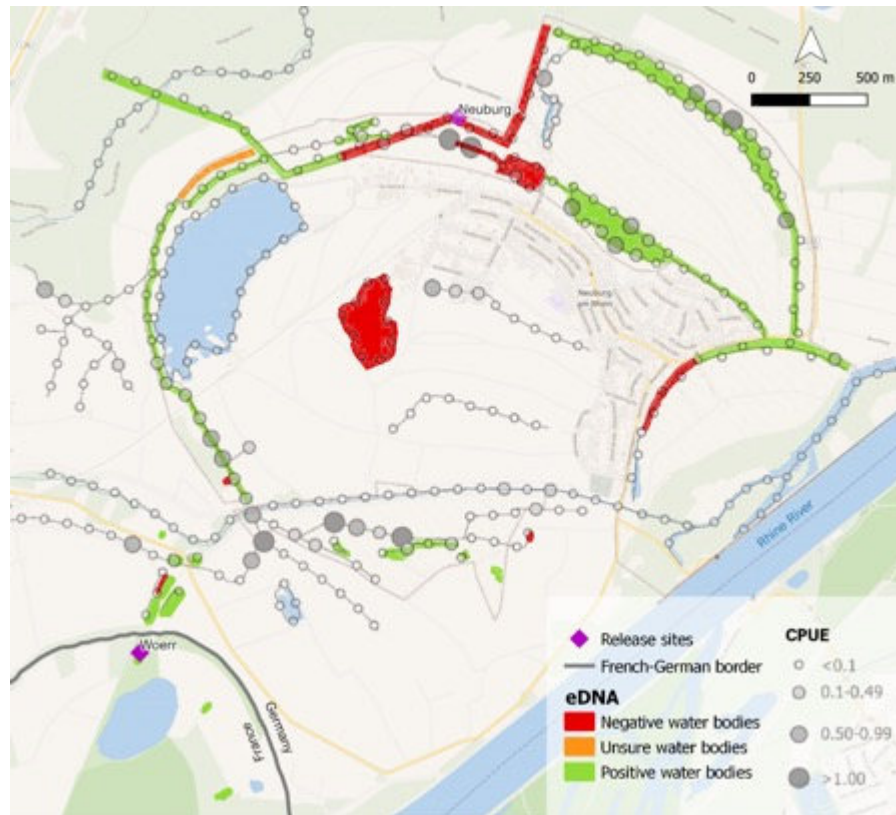 0 250 500 m
Neuburg
Neuburg
am Rhein
Rhine River
Woerr
Germany
France
Release sites
French-German border
eDNA
Negative water bodies
Unsure water bodies
Positive water bodies
CPUE
<0.1
0.1-0.49
0.50-0.99
>1.00